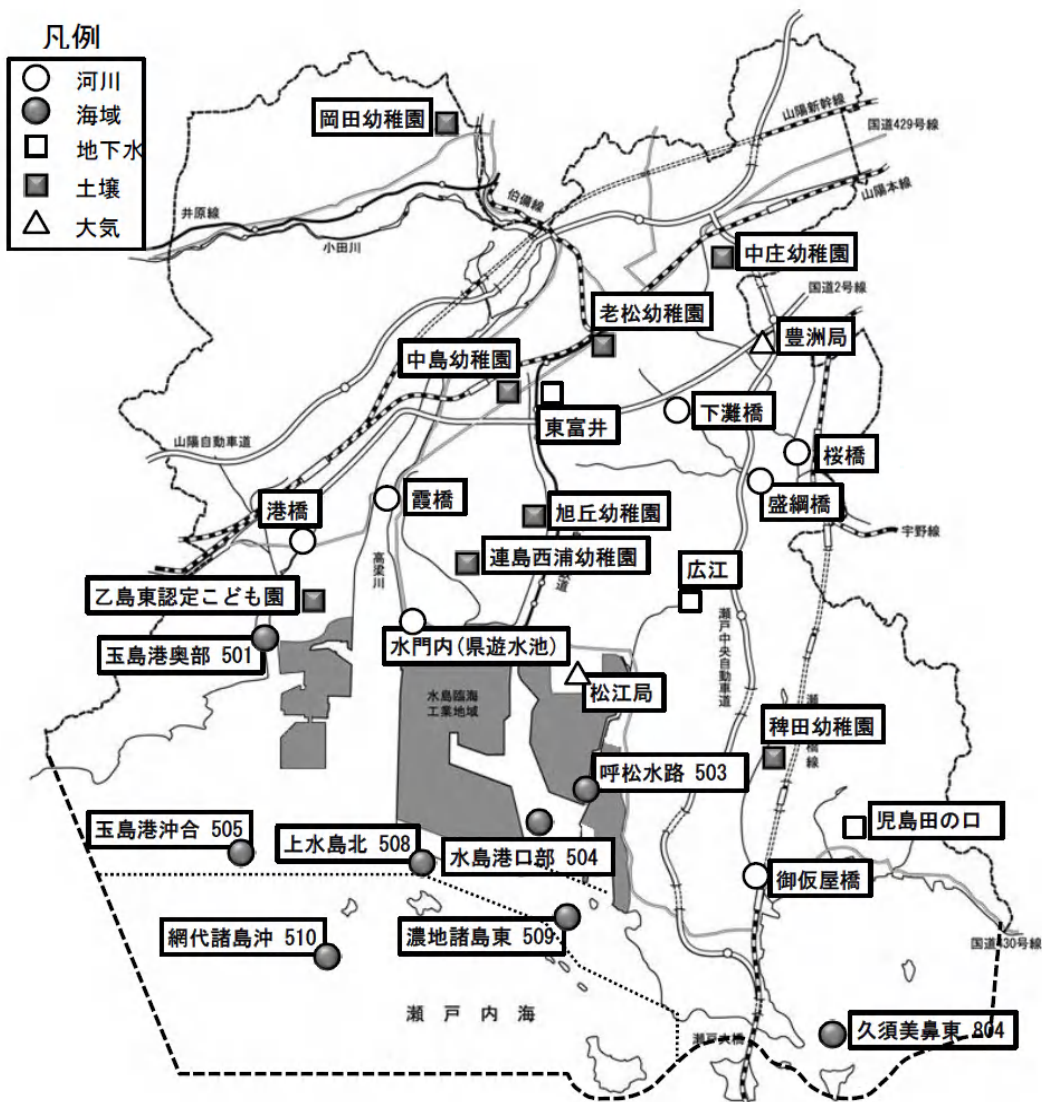 凡例
河川
海域
地下水
土壌
大気
岡田幼稚園
山陽新幹線
国道429号線
山陽本線
伯備線
井原線
小田川
中庄幼稚園
国道2号線
老松幼稚園
豊洲局
中島幼稚園
東富井
下灘橋
山陽自動車道
桜橋
盛綱橋
霞橋
港橋
旭丘幼稚園
宇野線
高梁川
連島西浦幼稚園
広江
乙島東認定こども園
水門内(県遊水池)
玉島港奥部 501
瀬戸中央自動車道
松江局
水島臨海
工業地域
稗田幼稚園
呼松水路 503
児島田の口
玉島港沖合 505
上水島北 508
水島港口部 504
御仮屋橋
網代諸島沖 510
濃地諸島東 509
瀬戸内海
久須美鼻東 804
瀬戸大橋